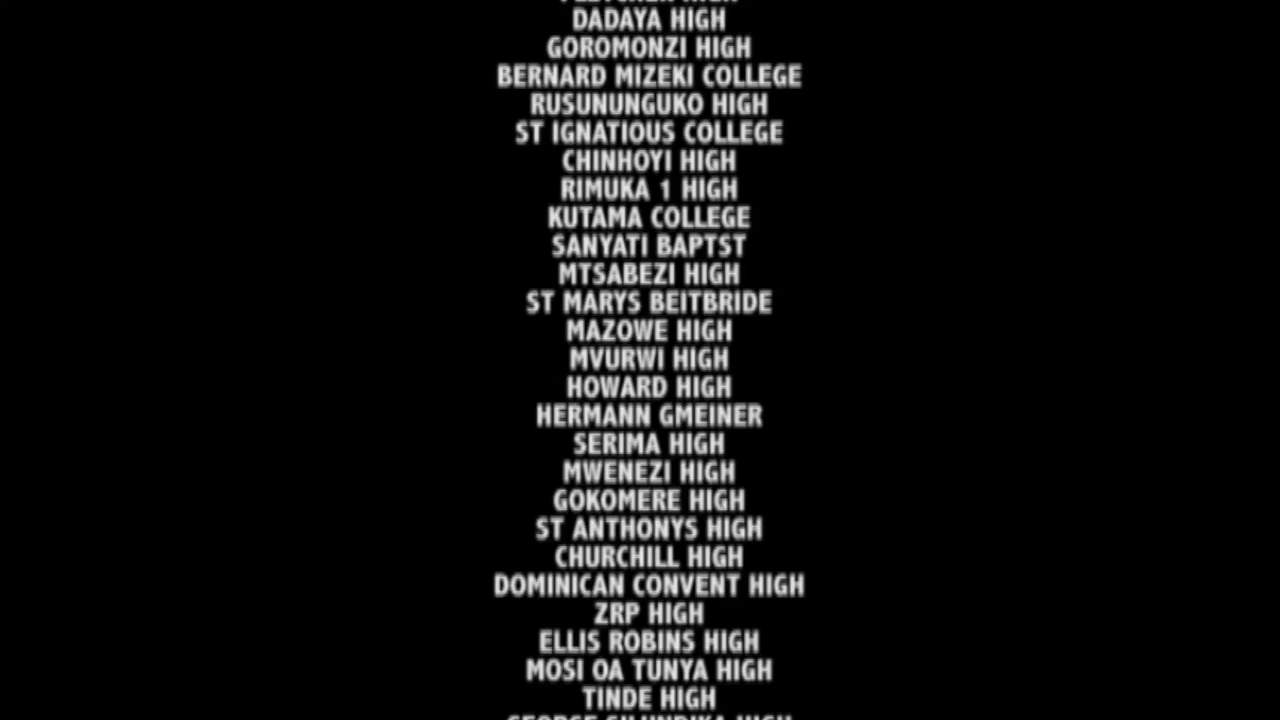 DADAYA HIGH
GOROMONZI HIGH
BERNARD MIZEKI COLLEGE
RUSUNUNGUKO HIGH
ST IGNATIOUS COLLEGE
CHINHOYI HIGH
RIMUKA 1 HIGH
KUTAMA COLLEGE
SANYATI BAPTST
MTSABEZI HIGH
ST MARYS BEITBRIDE
MAZOWE HIGH
MVURWI HIGH
HOWARD HIGH
HERMANN GMEINER
SERIMA HIGH
MWENEZI HIGH
GOKOMERE HIGH
ST ANTHONYS HIGH
CHURCHILL HIGH
DOMINICAN CONVENT HIGH
ZRP HIGH
ELLIS ROBINS HIGH
MOSI OA TUNYA HIGH
TINDE HIGH